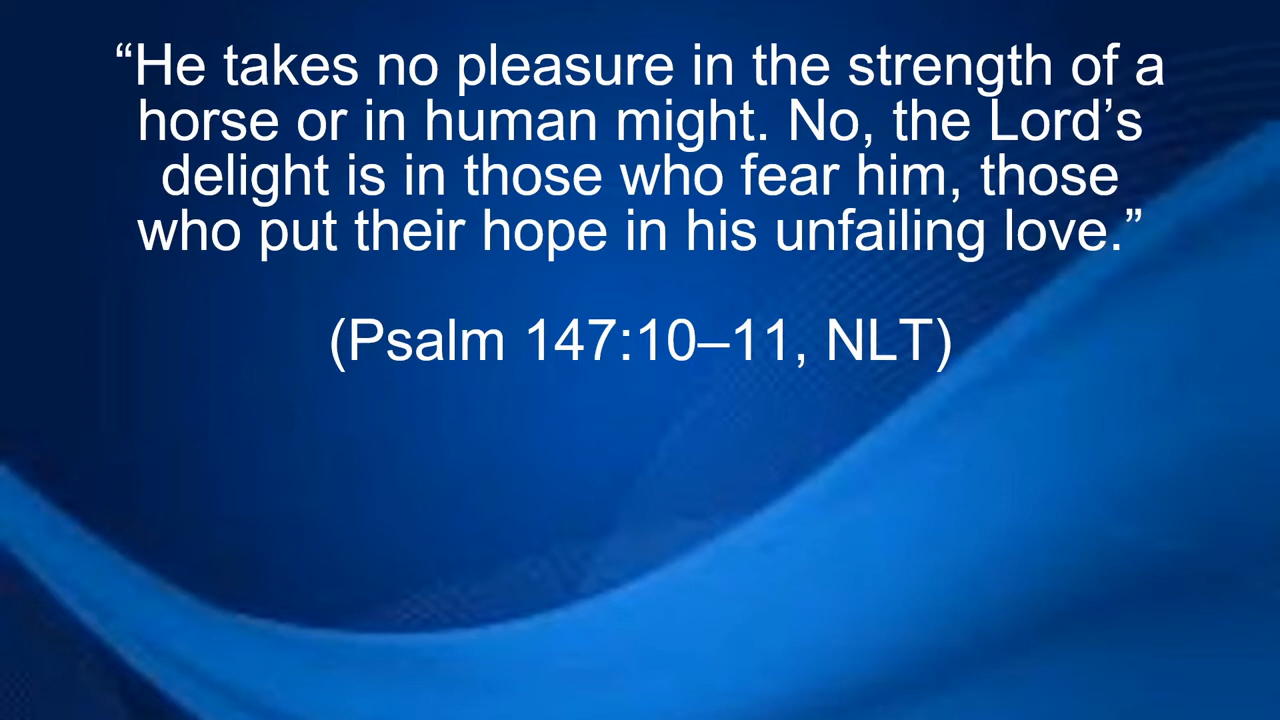 “He takes no pleasure in the strength of a
horse or in human might. No, the Lord’s
delight is in those who fear him, those
who put their hope in his unfailing love.”
(Psalm 147:10–11, NLT)